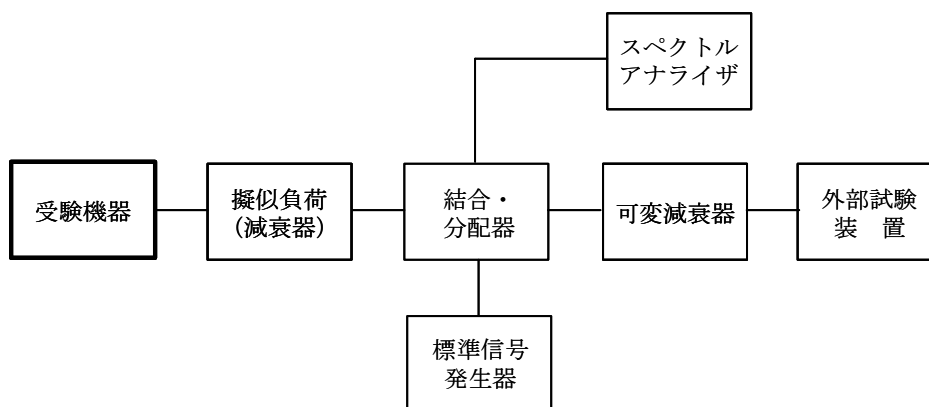 スペクトル
アナライザ
受験機器
擬似負荷
(減衰器)
結合・
分配器
可変減衰器
外部試験
装　置
標準信号
発生器